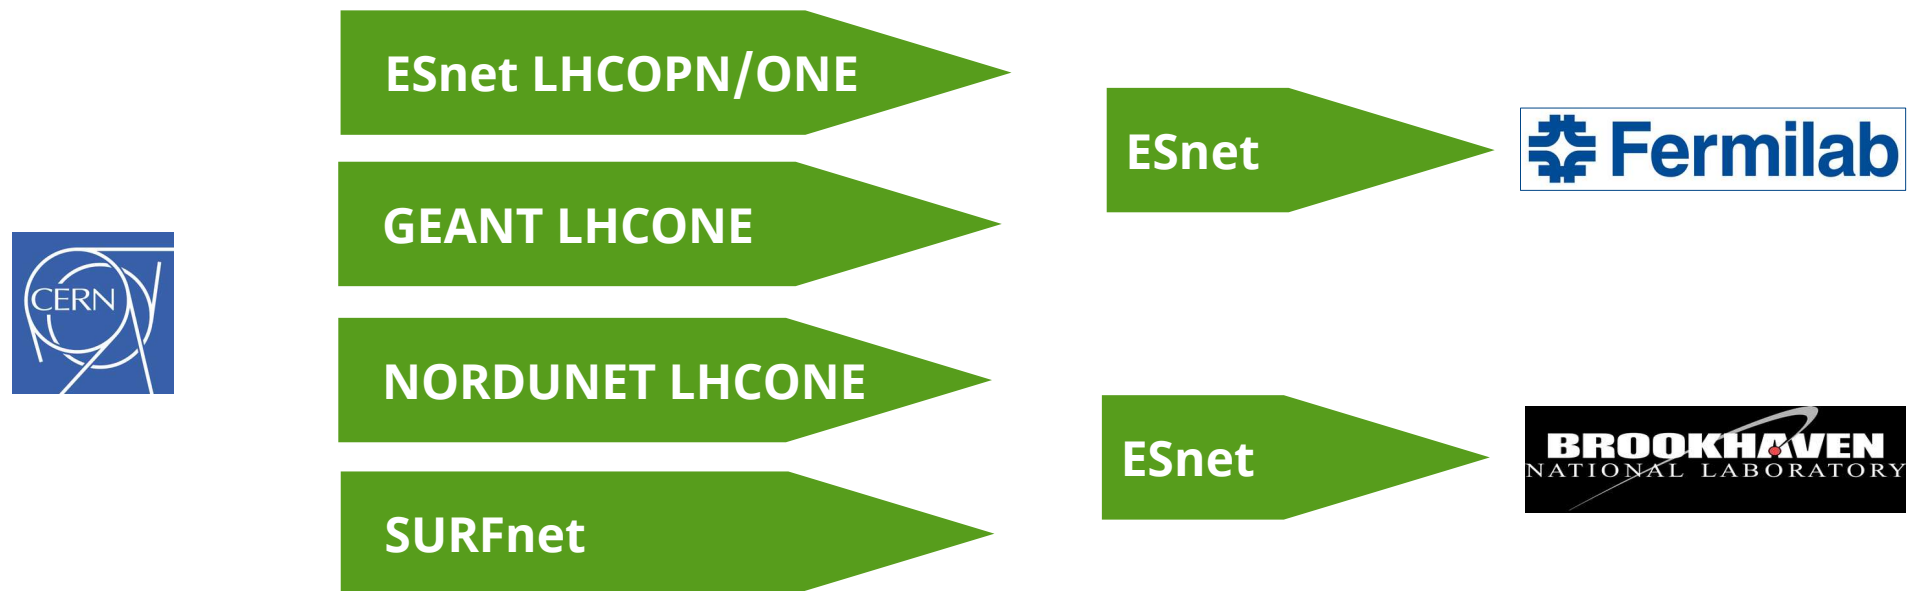 CERN
ESnet LHCOPN/ONE
GEANT LHCONE
NORDUNET LHCONE
SURFnet
ESnet
ESnet
Fermilab
BROOKHAVEN
NATIONAL LABORATORY